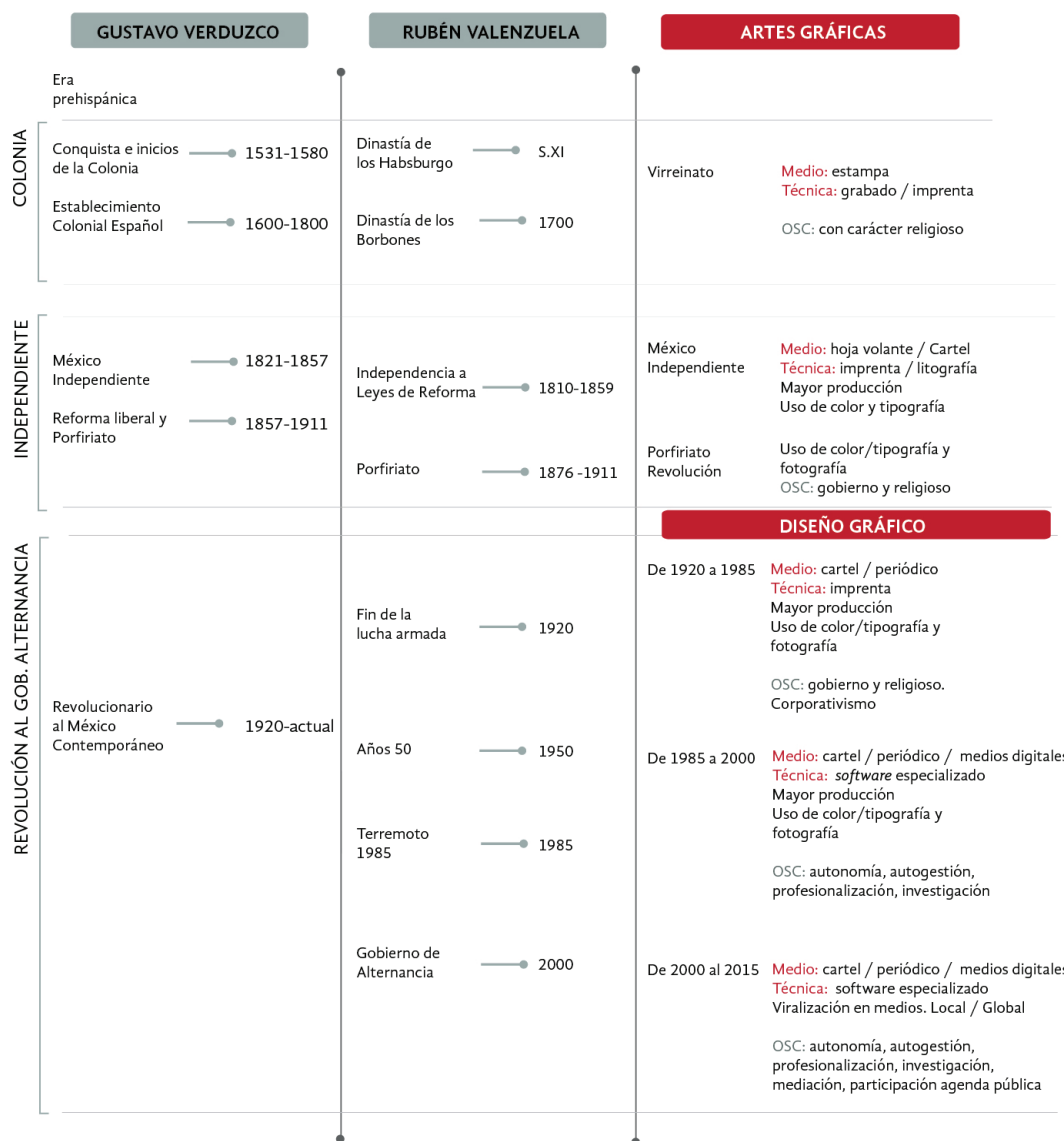 GUSTAVO VERDUZCO
RUBÉN VALENZUELA
ARTES GRÁFICAS
Era
prehispánica
COLONIA
Conquista e inicios
de la Colonia
1531-1580
Establecimiento
Colonial Español
1600-1800
Dinastía de
los Habsburgo
S.XI
Dinastía de los
Borbones
1700
Virreinato
Medio: estampa
Técnica: grabado / imprenta
OSC: con carácter religioso
INDEPENDIENTE
México
Independiente
1821-1857
Reforma liberal y
Porfiriato
1857-1911
Independencia a
Leyes de Reforma
1810-1859
Porfiriato
1876 -1911
México
Independiente
Medio: hoja volante / Cartel
Técnica: imprenta / litografía
Mayor producción
Uso de color y tipografía
Porfiriato
Revolución
Uso de color/tipografía y
fotografía
OSC: gobierno y religioso
DISEÑO GRÁFICO
REVOLUCIÓN AL GOB. ALTERNANCIA
Revolucionario
al México
Contemporáneo
1920-actual
Fin de la
lucha armada
1920
Años 50
1950
Terremoto
1985
1985
Gobierno de
Alternancia
2000
De 1920 a 1985
Medio: cartel / periódico
Técnica: imprenta
Mayor producción
Uso de color/tipografía y
fotografía
OSC: gobierno y religioso.
Corporativismo
De 1985 a 2000
Medio: cartel / periódico / medios digitales
Técnica: software especializado
Mayor producción
Uso de color/tipografía y
fotografía
OSC: autonomía, autogestión,
profesionalización, investigación
De 2000 al 2015
Medio: cartel / periódico / medios digitales
Técnica: software especializado
Viralización en medios. Local / Global
OSC: autonomía, autogestión,
profesionalización, investigación,
mediación, participación agenda pública